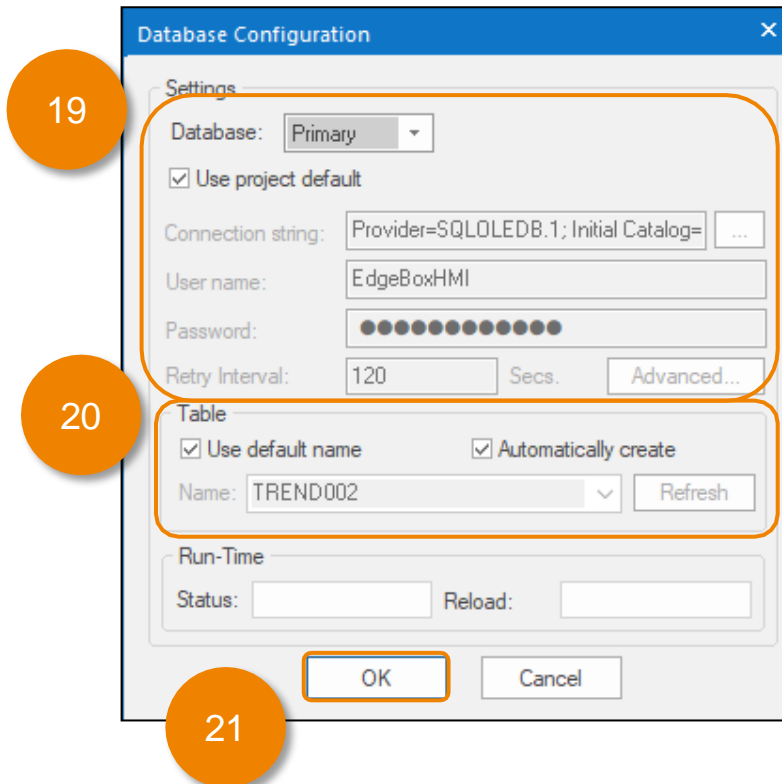 Database Configuration ×
19
Settings
Database: Primary
Use project default
Connection string: Provider=SQLOLEDB.1; Initial Catalog= ...
User name: EdgeBoxHMI
Password: ●●●●●●●●●●●●
Retry Interval: 120 Secs. Advanced...
20
Table
Use default name Automatically create
Name: TREND002 Refresh
Run-Time
Status: Reload:
OK Cancel
21